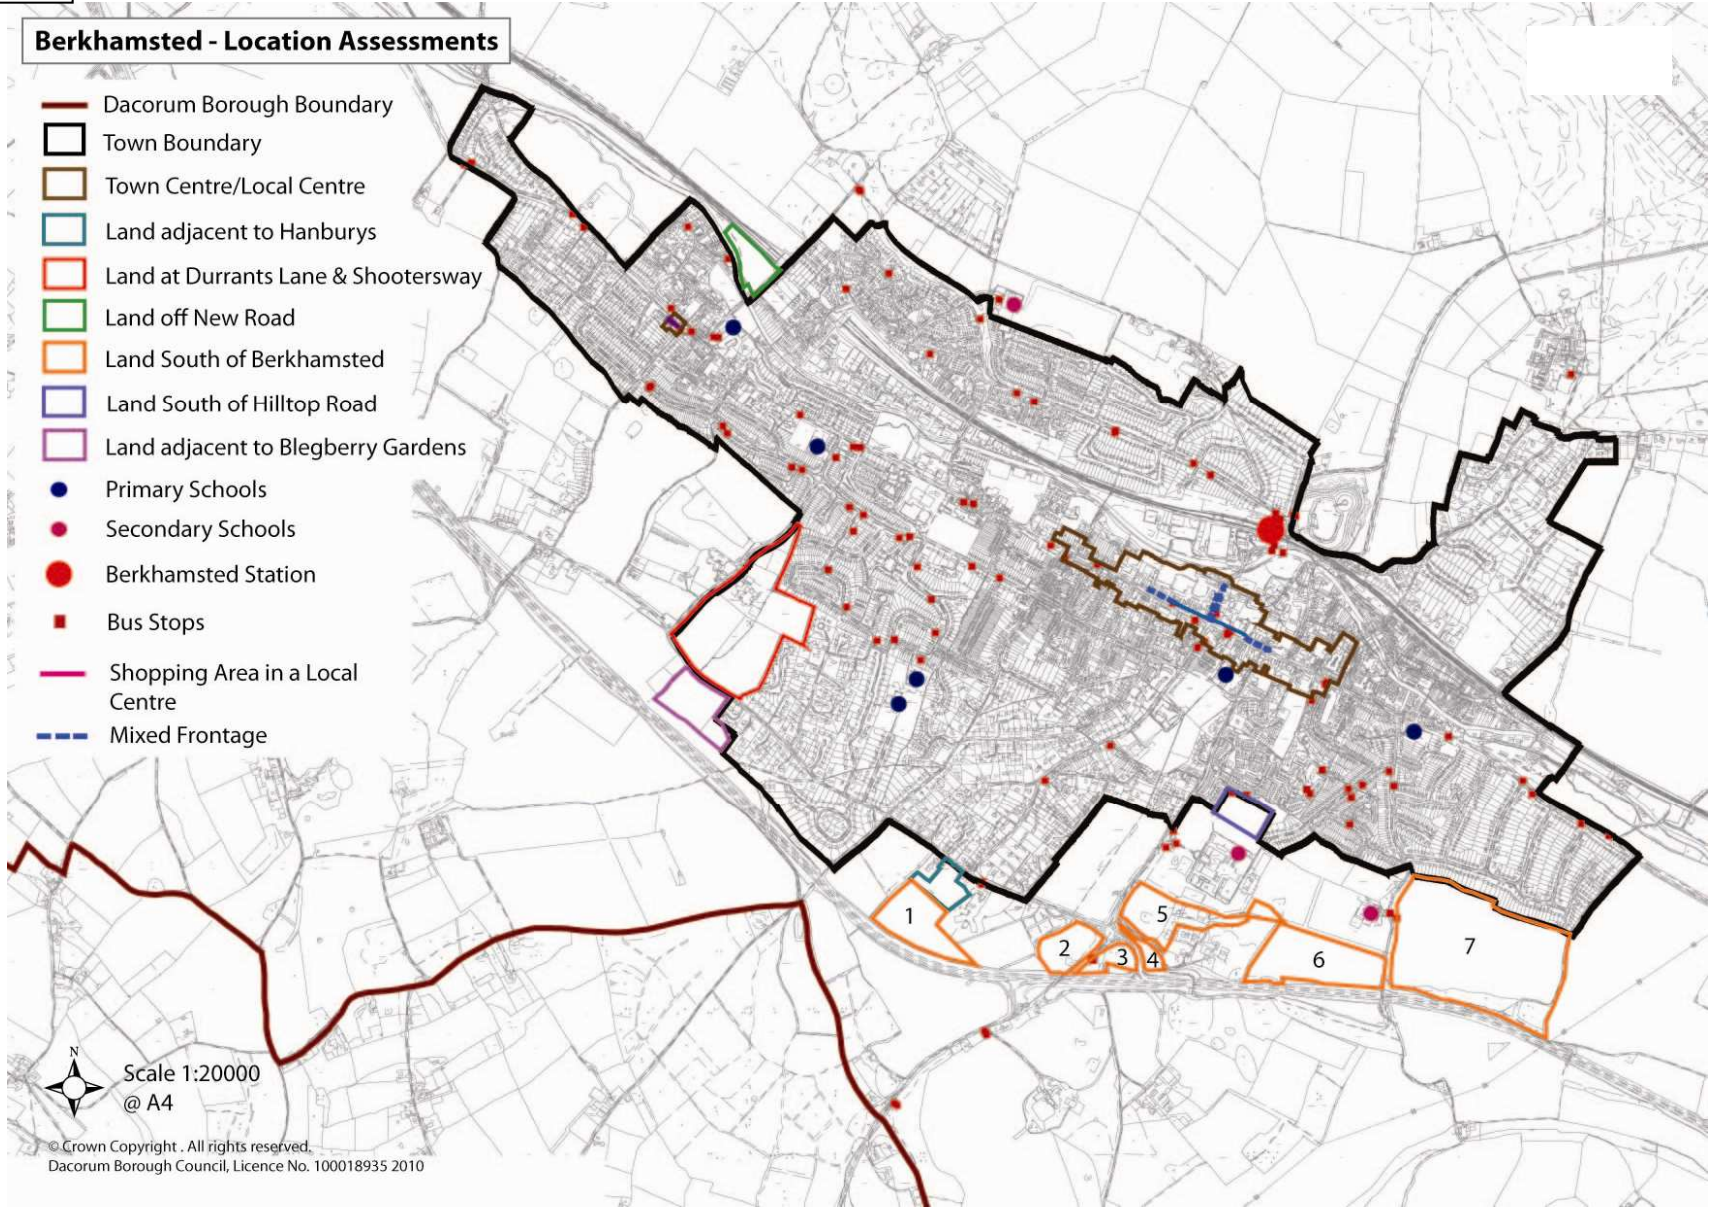 Berkhamsted - Location Assessments
Dacorum Borough Boundary
Town Boundary
Town Centre/Local Centre
Land adjacent to Hanburys
Land at Durrants Lane & Shootersway
Land off New Road
Land South of Berkhamsted
Land South of Hilltop Road
Land adjacent to Blegberry Gardens
Primary Schools
Secondary Schools
Berkhamsted Station
Bus Stops
Shopping Area in a Local
Centre
Mixed Frontage
1
2
3
4
5
6
7
N
Scale 1:20000
@ A4
© Crown Copyright . All rights reserved.
Dacorum Borough Council, Licence No. 100018935 2010